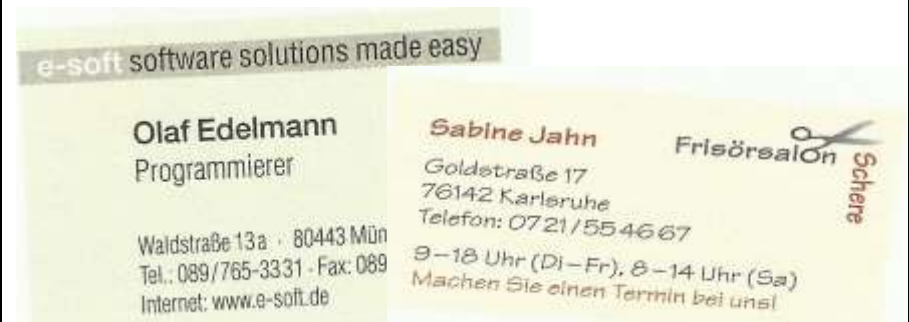 e-soft software solutions made easy
Olaf Edelmann
Programmierer
Waldstraße 13a · 80443 Mün
Tel.: 089/765-3331 · Fax: 089
Internet: www.e-soft.de
Sabine Jahn
Goldstraße 17
76142 Karlsruhe
Telefon: 0721/554667
9–18 Uhr (Di–Fr), 8–14 Uhr (Sa)
Machen Sie einen Termin bei uns!
Frisörsalon
Schere